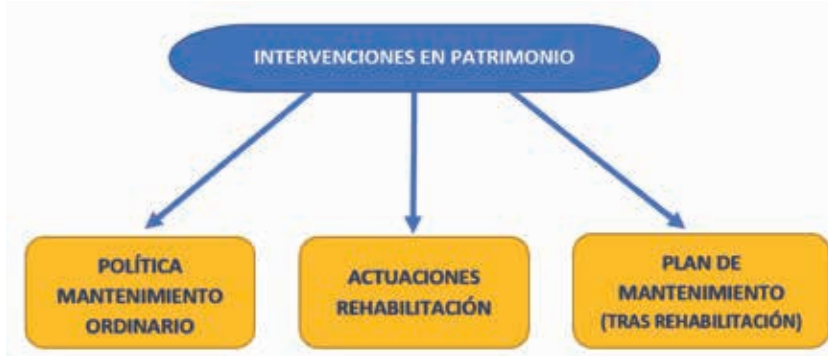 INTERVENCIONES EN PATRIMONIO
POLÍTICA
MANTENIMIENTO
ORDINARIO
ACTUACIONES
REHABILITACIÓN
PLAN DE
MANTENIMIENTO
(TRAS REHABILITACIÓN)